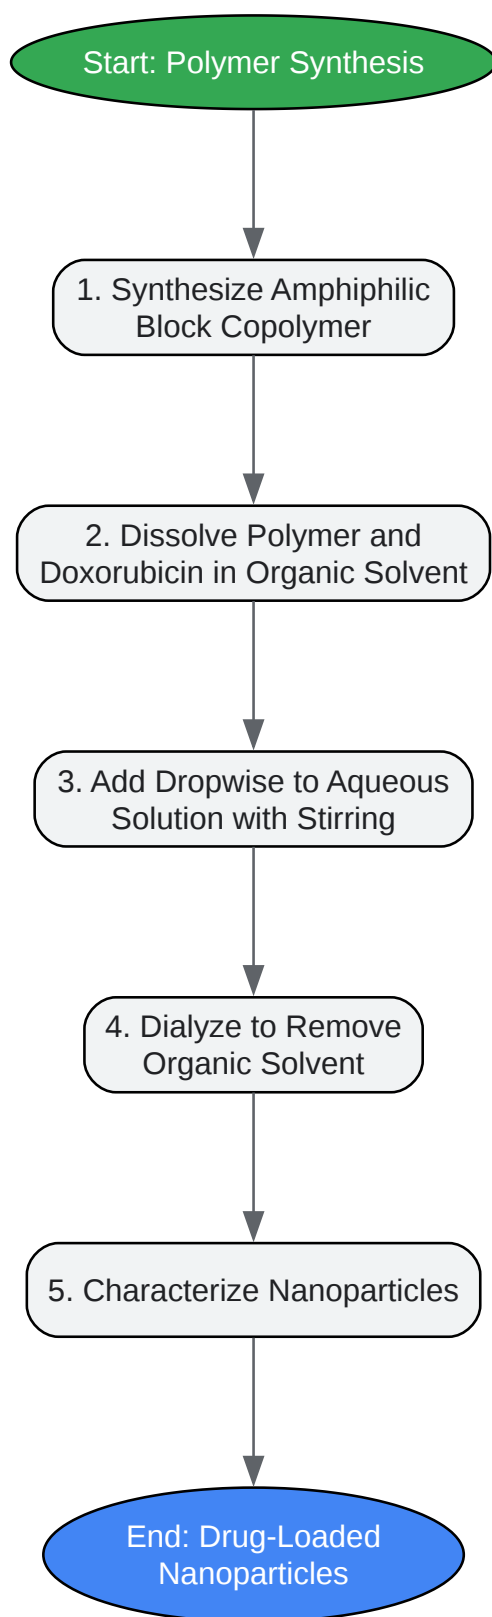 Start: Polymer Synthesis
1. Synthesize Amphiphilic
Block Copolymer
2. Dissolve Polymer and
Doxorubicin in Organic Solvent
3. Add Dropwise to Aqueous
Solution with Stirring
4. Dialyze to Remove
Organic Solvent
5. Characterize Nanoparticles
End: Drug-Loaded
Nanoparticles